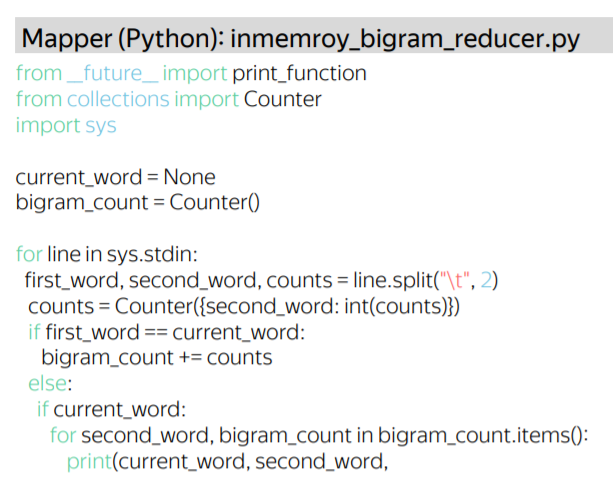 Mapper (Python): inmemroy_bigram_reducer.py
from __future__ import print_function
from collections import Counter
import sys

current_word = None
bigram_count = Counter()

for line in sys.stdin:
 first_word, second_word, counts = line.split("\t", 2)
 counts = Counter({second_word: int(counts)})
 if first_word == current_word:
  bigram_count += counts
 else:
  if current_word:
   for second_word, bigram_count in bigram_count.items():
    print(current_word, second_word,